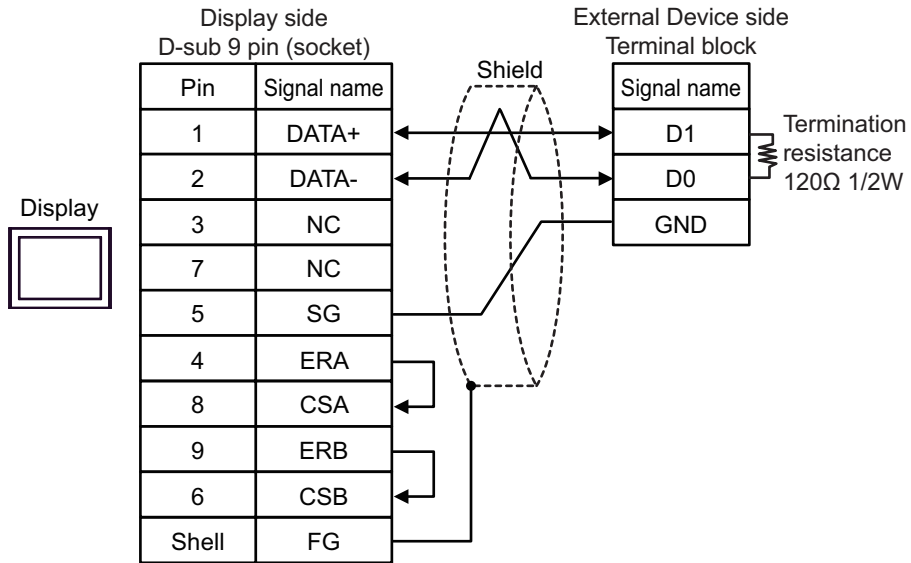 Display side
D-sub 9 pin (socket)
External Device side
Terminal block
Shield
Pin Signal name
1 DATA+
2 DATA-
3 NC
7 NC
5 SG
4 ERA
8 CSA
9 ERB
6 CSB
Shell FG
Signal name
D1
D0
GND
Termination
resistance
120Ω 1/2W
Display